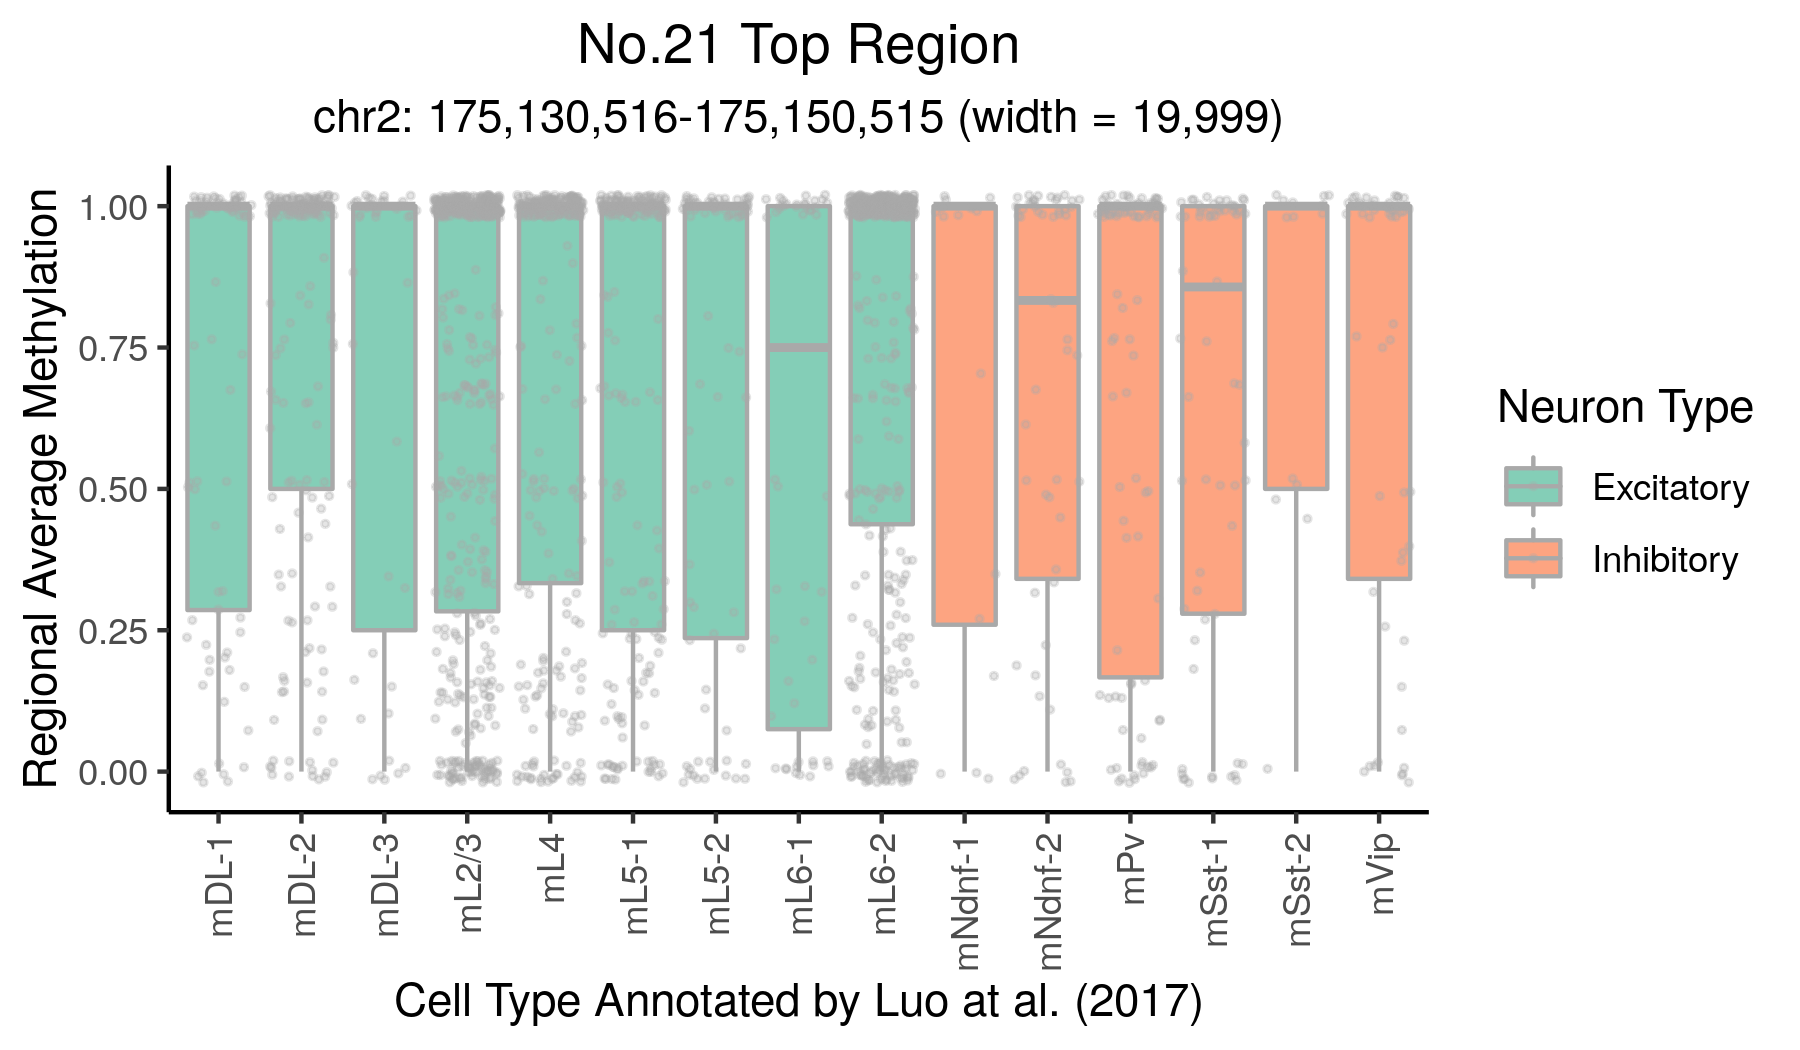 No.21 Top Region
chr2: 175,130,516-175,150,515 (width = 19,999)
Regional Average Methylation
1.00
0.75
0.50
0.25
0.00
mDL-1
mDL-2
mDL-3
mL2/3
mL4
mL5-1
mL5-2
mL6-1
mL6-2
mNdnf-1
mNdnf-2
mPv
mSst-1
mSst-2
mVip
Cell Type Annotated by Luo at al. (2017)
Neuron Type
Excitatory
Inhibitory